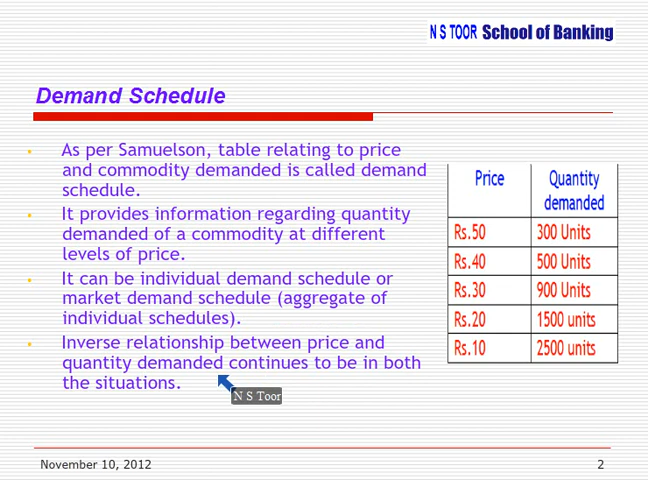 N S TOOR School of Banking
Demand Schedule
As per Samuelson, table relating to price
and commodity demanded is called demand
schedule.
It provides information regarding quantity
demanded of a commodity at different
levels of price.
It can be individual demand schedule or
market demand schedule (aggregate of
individual schedules).
Inverse relationship between price and
quantity demanded continues to be in both
the situations.
N S Toor
Price Quantity
demanded
Rs.50 300 Units
Rs.40 500 Units
Rs.30 900 Units
Rs.20 1500 units
Rs.10 2500 units
November 10, 2012 2